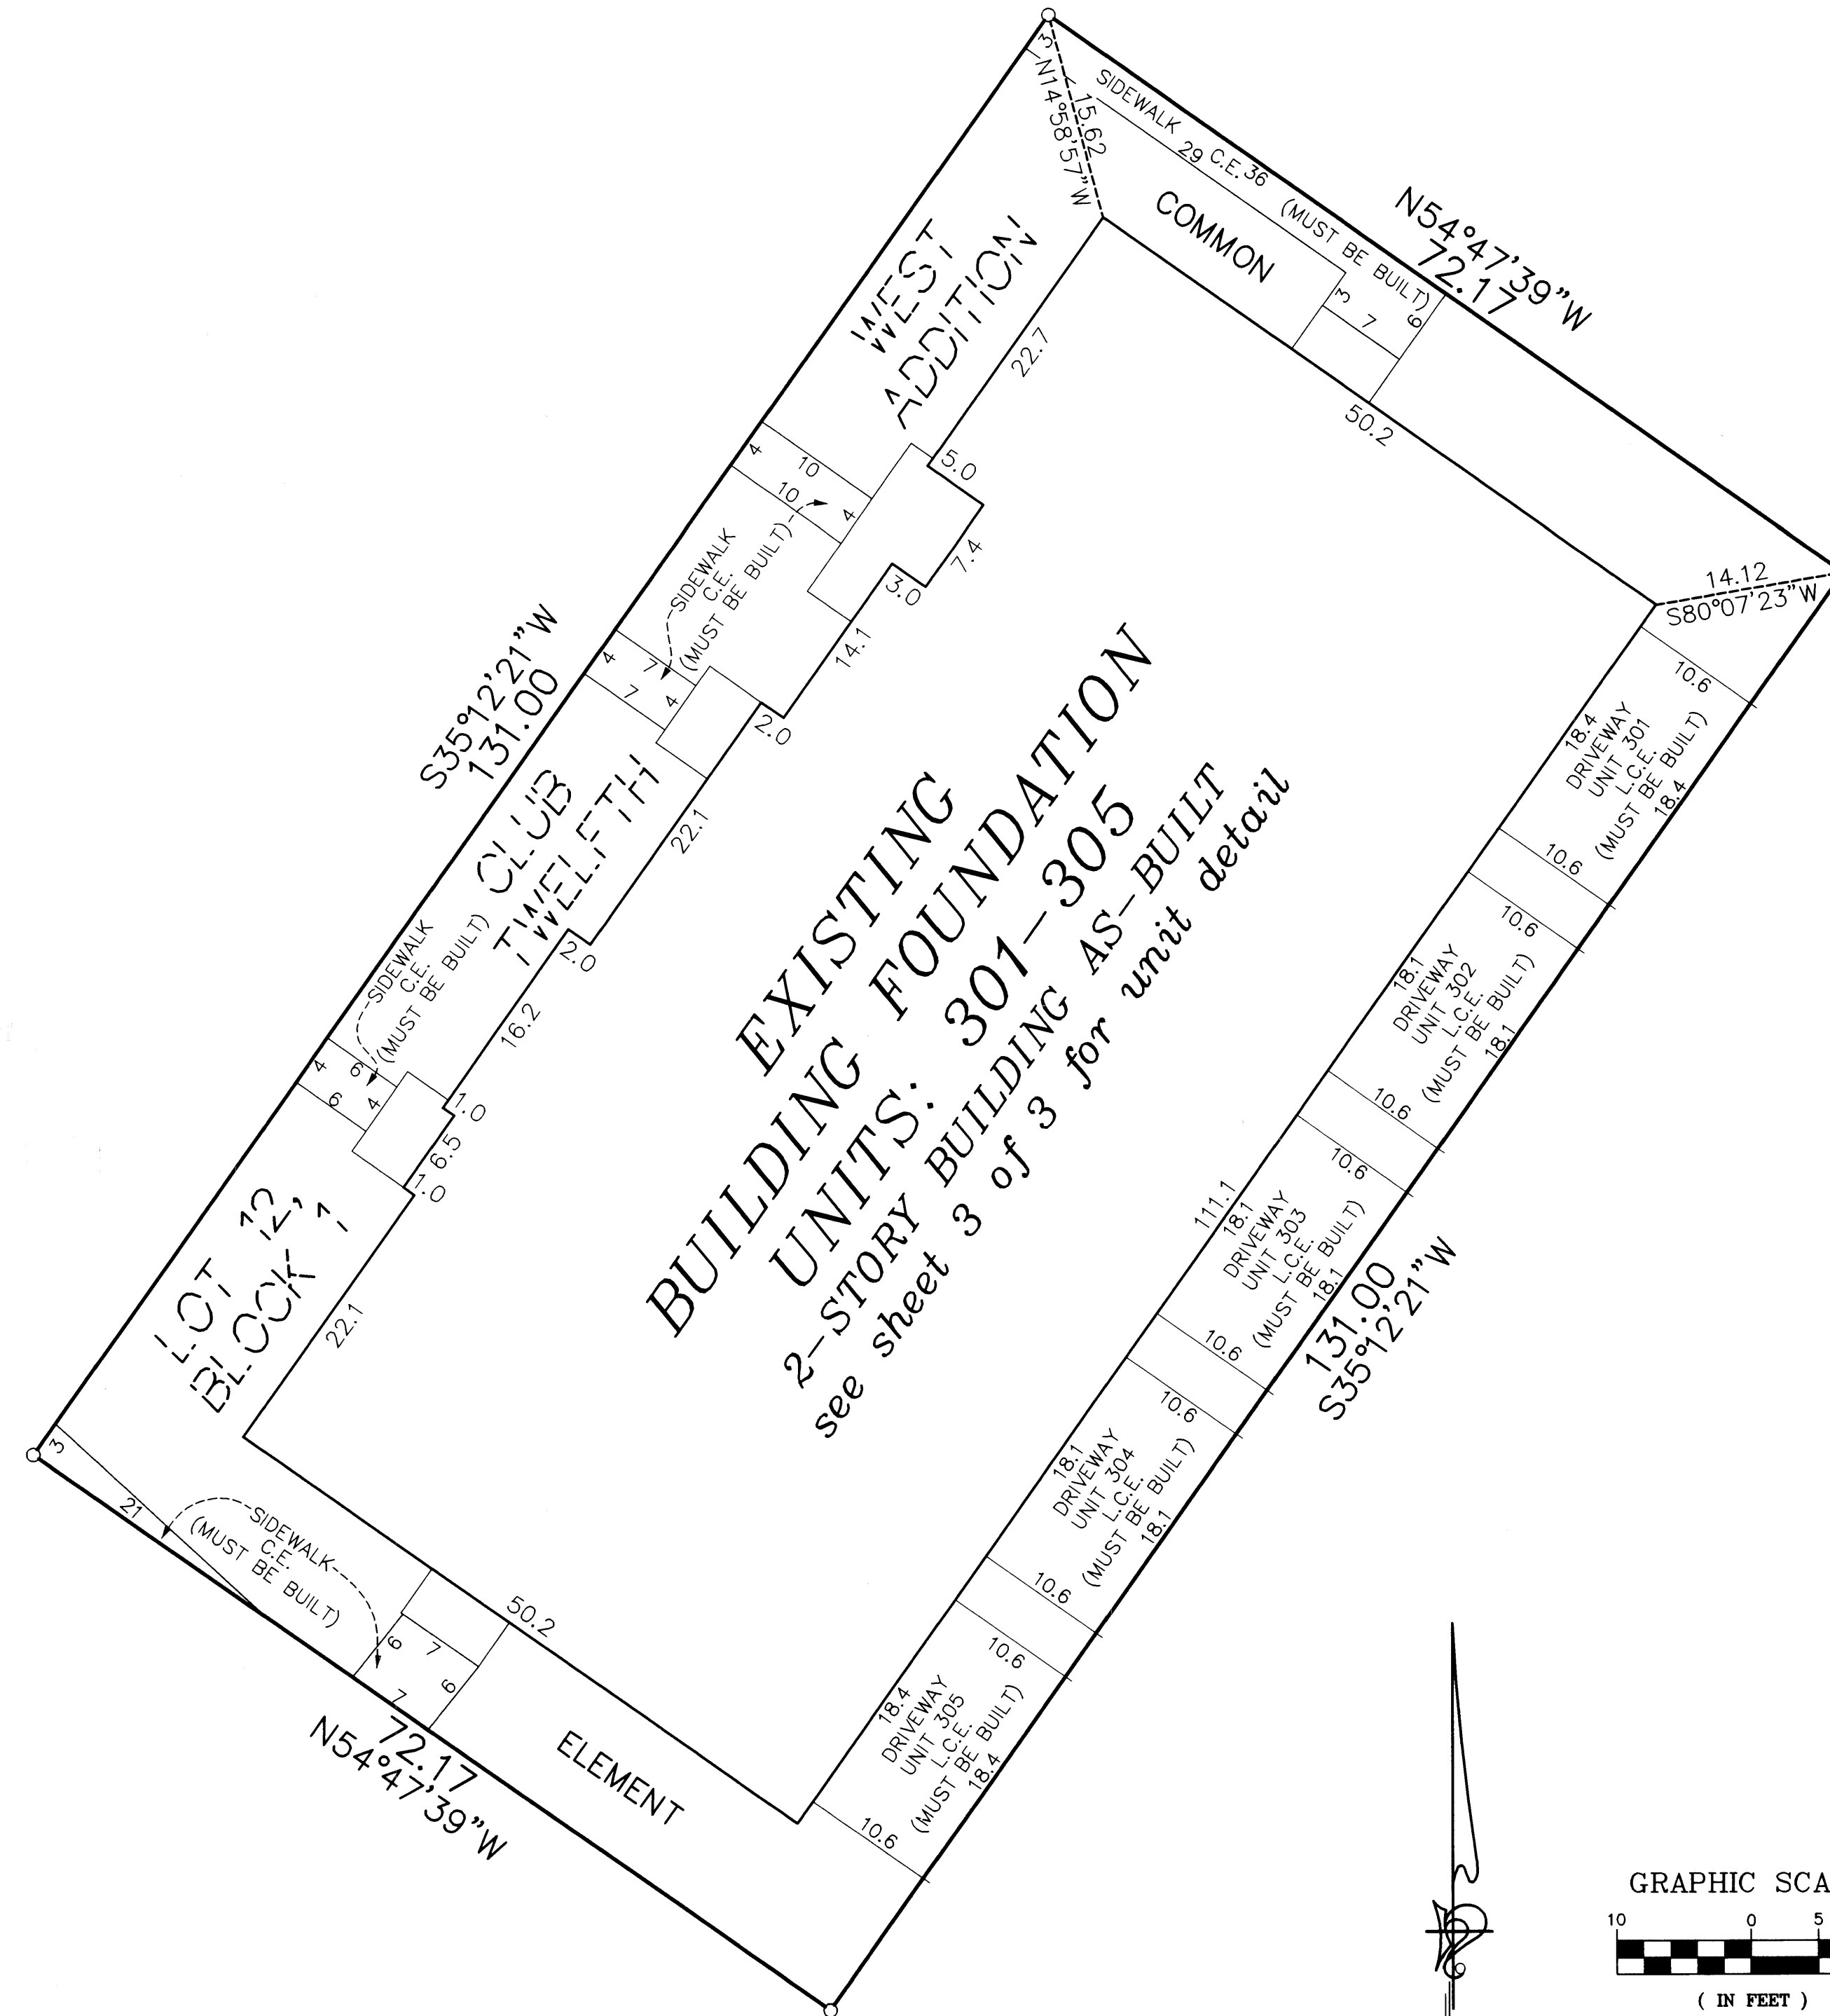 3
15.62
N14°58'57"W
SIDEWALK
29 C.E. 36
(MUST BE BUILT)
3
7
6
COMMON
N54°47'39"W
72.17
WEST
ADDITION
22.7
50.2
5.0
7.4
3.0
14.1
2.0
22.1
2.0
16.2
1.0
6.5
1.0
22.1
14.12
S80°07'23"W
4
10
10
4
SIDEWALK
C.E.
(MUST BE BUILT)
4
7
7
4
S35°12'21"W
131.00
CLUB
TWELFTH
SIDEWALK
C.E.
(MUST BE BUILT)
4
6
6
4
LOT 12,
BLOCK 1,
EXISTING
BUILDING FOUNDATION
UNITS: 301-305
2-STORY BUILDING AS-BUILT
see sheet 3 of 3 for unit detail
10.6
18.4
DRIVEWAY
UNIT 301
L.C.E.
(MUST BE BUILT)
18.4
10.6
10.6
18.1
DRIVEWAY
UNIT 302
L.C.E.
(MUST BE BUILT)
18.1
10.6
111.1
10.6
18.1
DRIVEWAY
UNIT 303
L.C.E.
(MUST BE BUILT)
18.1
10.6
131.00
S35°12'21"W
10.6
18.1
DRIVEWAY
UNIT 304
L.C.E.
(MUST BE BUILT)
18.1
10.6
10.6
18.4
DRIVEWAY
UNIT 305
L.C.E.
(MUST BE BUILT)
18.4
10.6
3
21
SIDEWALK
C.E.
(MUST BE BUILT)
6
7
6
7
50.2
72.17
N54°47'39"W
ELEMENT
GRAPHIC SCA
10 0 5
( IN FEET )